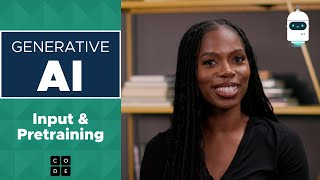 GENERATIVE
AI
Input &
Pretraining
C O
D E